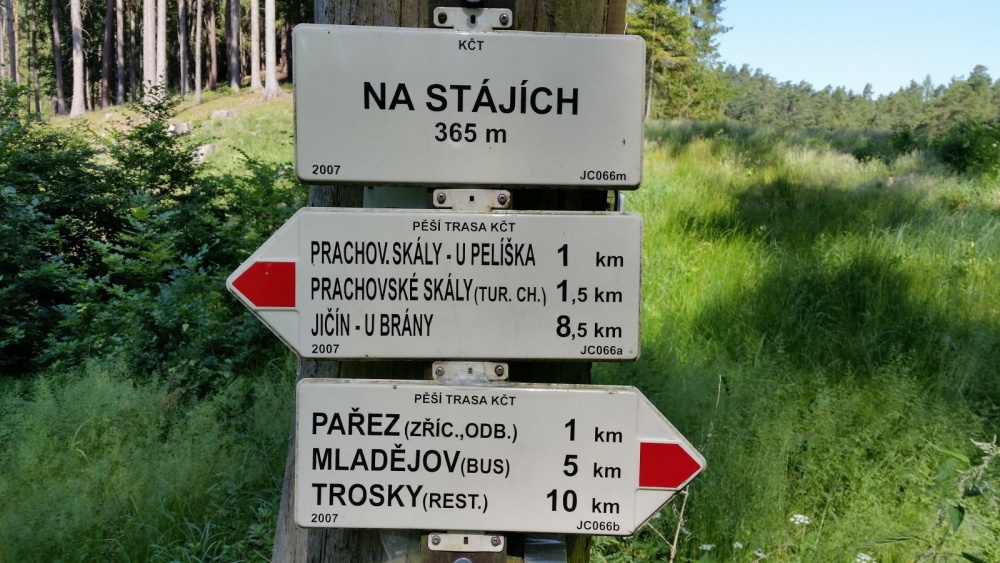 KČT
NA STÁJÍCH
365 m
2007 JC066m
PĚŠÍ TRASA KČT
PRACHOV. SKÁLY - U PELÍŠKA 1 km
PRACHOVSKÉ SKÁLY (TUR. CH.) 1,5 km
JIČÍN - U BRÁNY 8,5 km
2007 JC066a
PĚŠÍ TRASA KČT
PAŘEZ (ZŘÍC.,ODB.) 1 km
MLADĚJOV (BUS) 5 km
TROSKY (REST.) 10 km
2007 JC066b